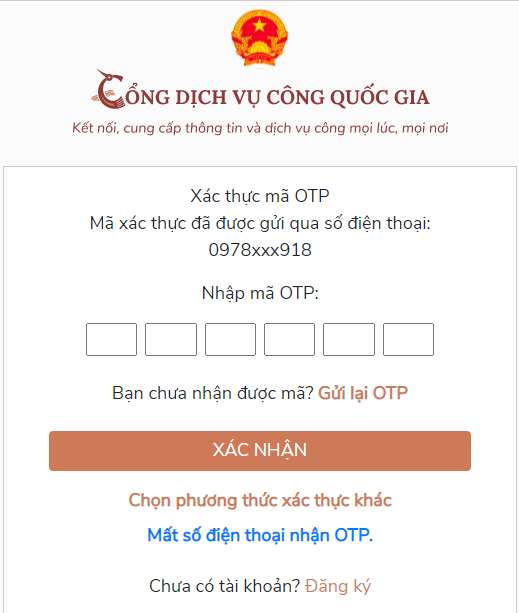 CỔNG DỊCH VỤ CÔNG QUỐC GIA
Kết nối, cung cấp thông tin và dịch vụ công mọi lúc, mọi nơi
Xác thực mã OTP
Mã xác thực đã được gửi qua số điện thoại:
0978xxx918
Nhập mã OTP:
Bạn chưa nhận được mã? Gửi lại OTP
XÁC NHẬN
Chọn phương thức xác thực khác
Mất số điện thoại nhận OTP.
Chưa có tài khoản? Đăng ký